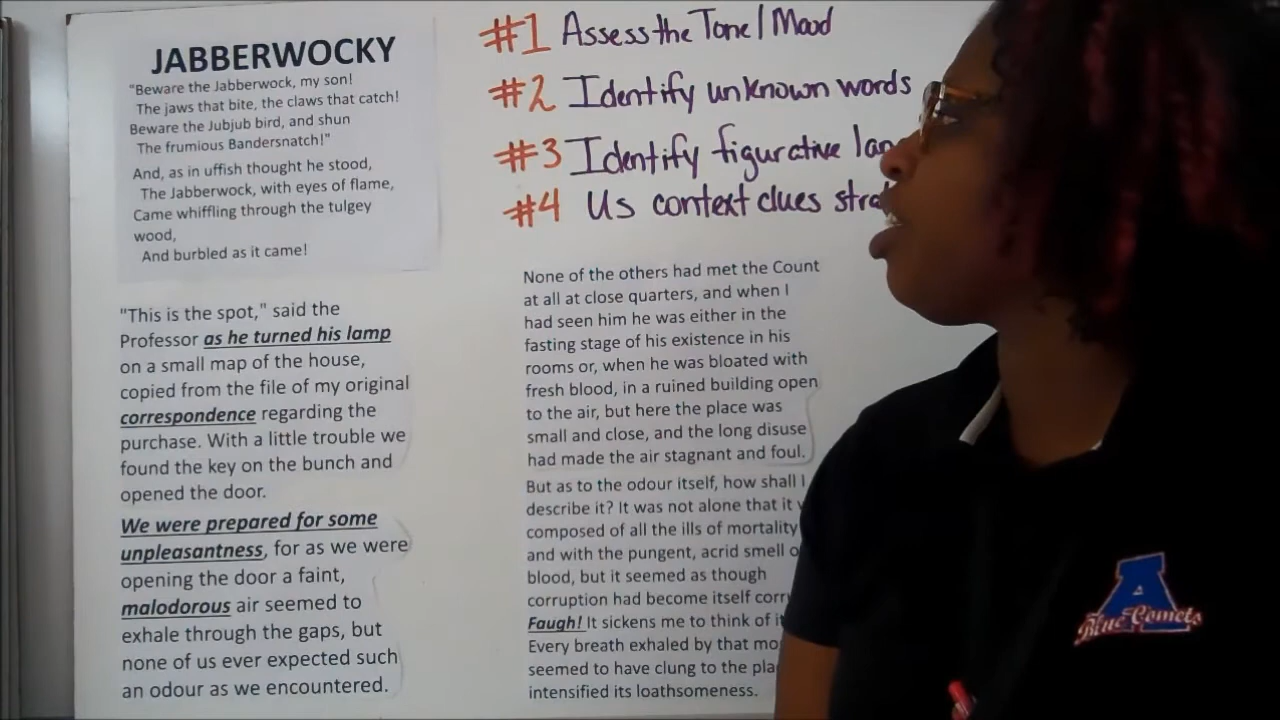 JABBERWOCKY
"Beware the Jabberwock, my son!
The jaws that bite, the claws that catch!
Beware the Jubjub bird, and shun
The frumious Bandersnatch!"
And, as in uffish thought he stood,
The Jabberwock, with eyes of flame,
Came whiffling through the tulgey
wood,
And burbled as it came!
"This is the spot," said the
Professor as he turned his lamp
on a small map of the house,
copied from the file of my original
correspondence regarding the
purchase. With a little trouble we
found the key on the bunch and
opened the door.
We were prepared for some
unpleasantness, for as we were
opening the door a faint,
malodorous air seemed to
exhale through the gaps, but
none of us ever expected such
an odour as we encountered.
#1 Assess the Tone/Mood
#2 Identify unknown words
#3 Identify figurative lan
#4 Us context clues stra
None of the others had met the Count
at all at close quarters, and when I
had seen him he was either in the
fasting stage of his existence in his
rooms or, when he was bloated with
fresh blood, in a ruined building open
to the air, but here the place was
small and close, and the long disuse
had made the air stagnant and foul.
But as to the odour itself, how shall I
describe it? It was not alone that it
composed of all the ills of mortality
and with the pungent, acrid smell o
blood, but it seemed as though
corruption had become itself corr
Faugh! It sickens me to think of it
Every breath exhaled by that mo
seemed to have clung to the pla
intensified its loathsomeness.
A
Blue Comets